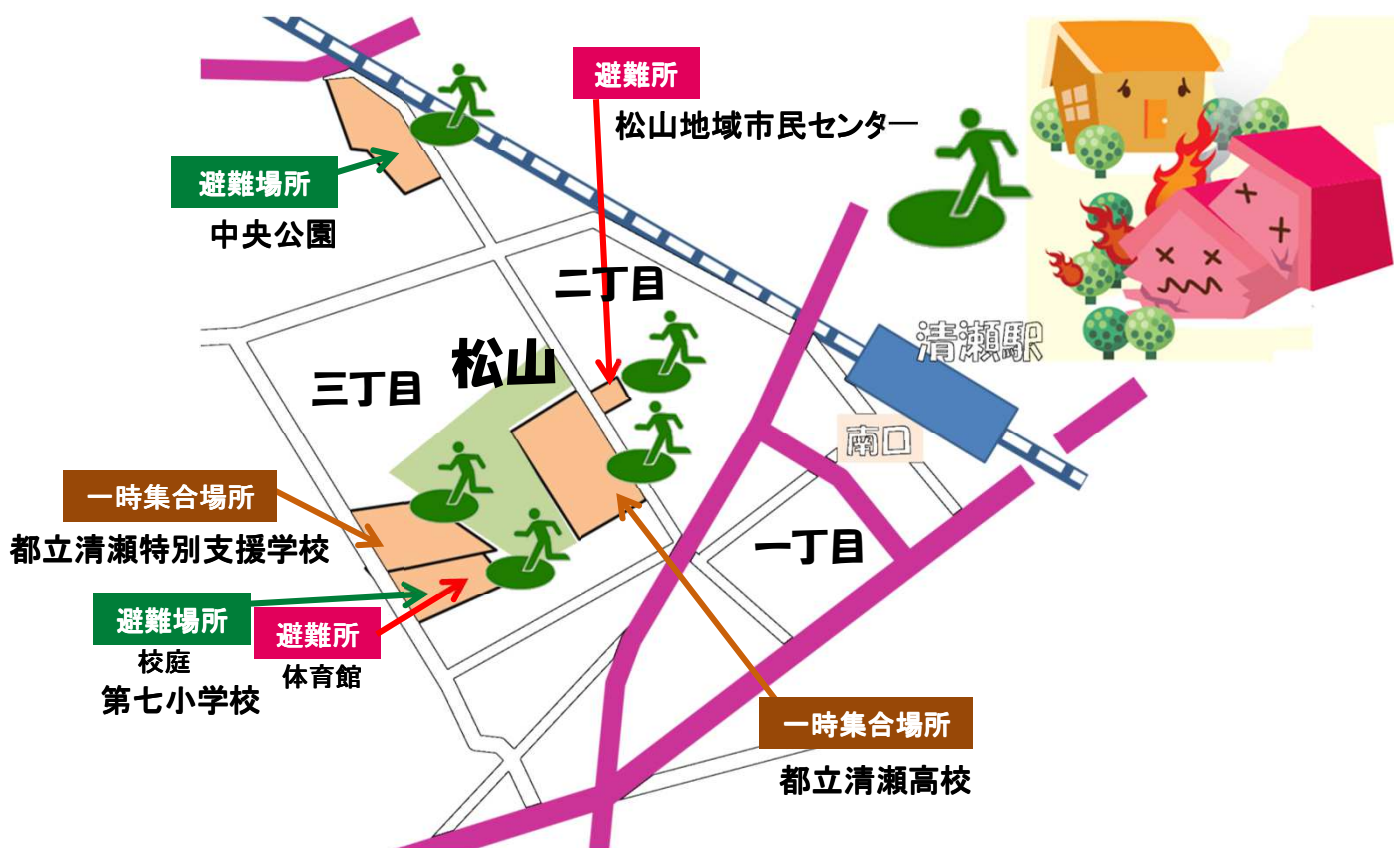 避難所
松山地域市民センター
避難場所
中央公園
二丁目
清瀬駅
松山
三丁目
南口
一時集合場所
都立清瀬特別支援学校
一丁目
避難場所
校庭
第七小学校
避難所
体育館
一時集合場所
都立清瀬高校